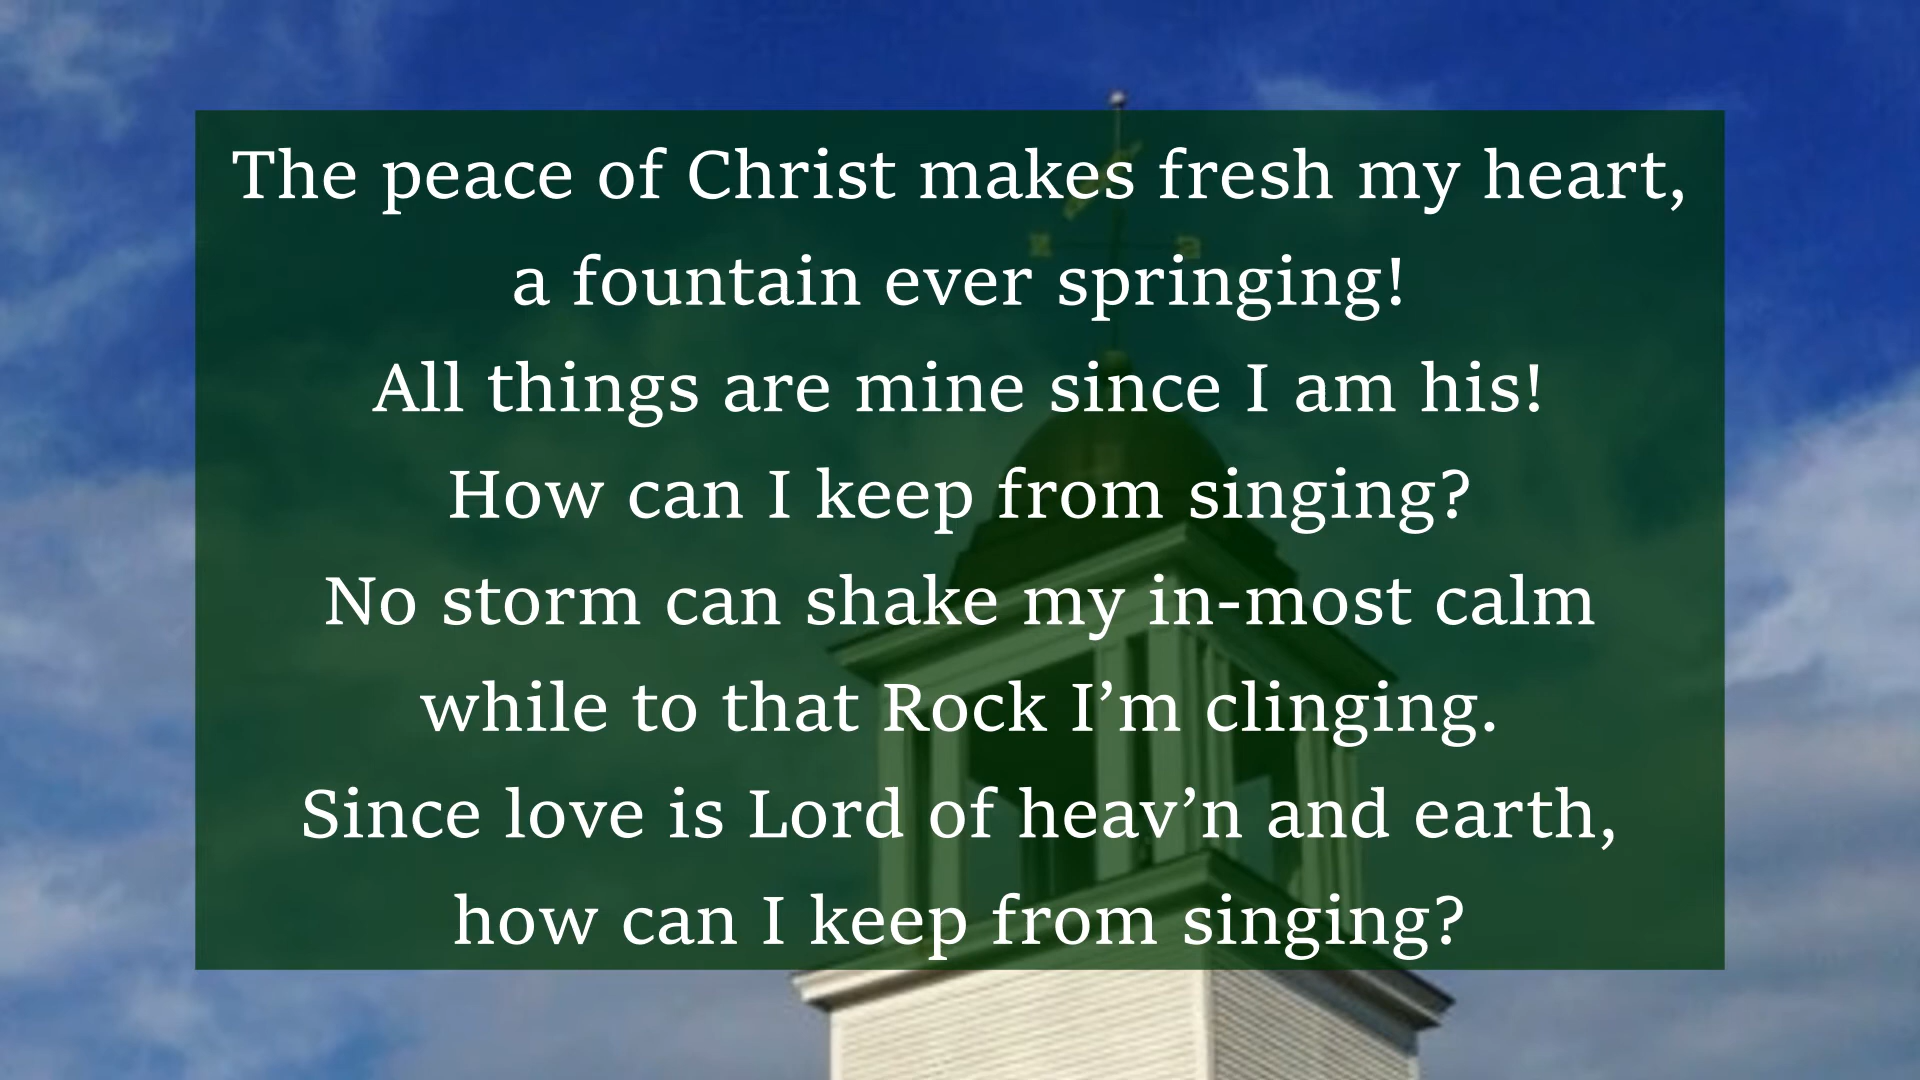 The peace of Christ makes fresh my heart,
a fountain ever springing!
All things are mine since I am his!
How can I keep from singing?
No storm can shake my in-most calm
while to that Rock I’m clinging.
Since love is Lord of heav’n and earth,
how can I keep from singing?